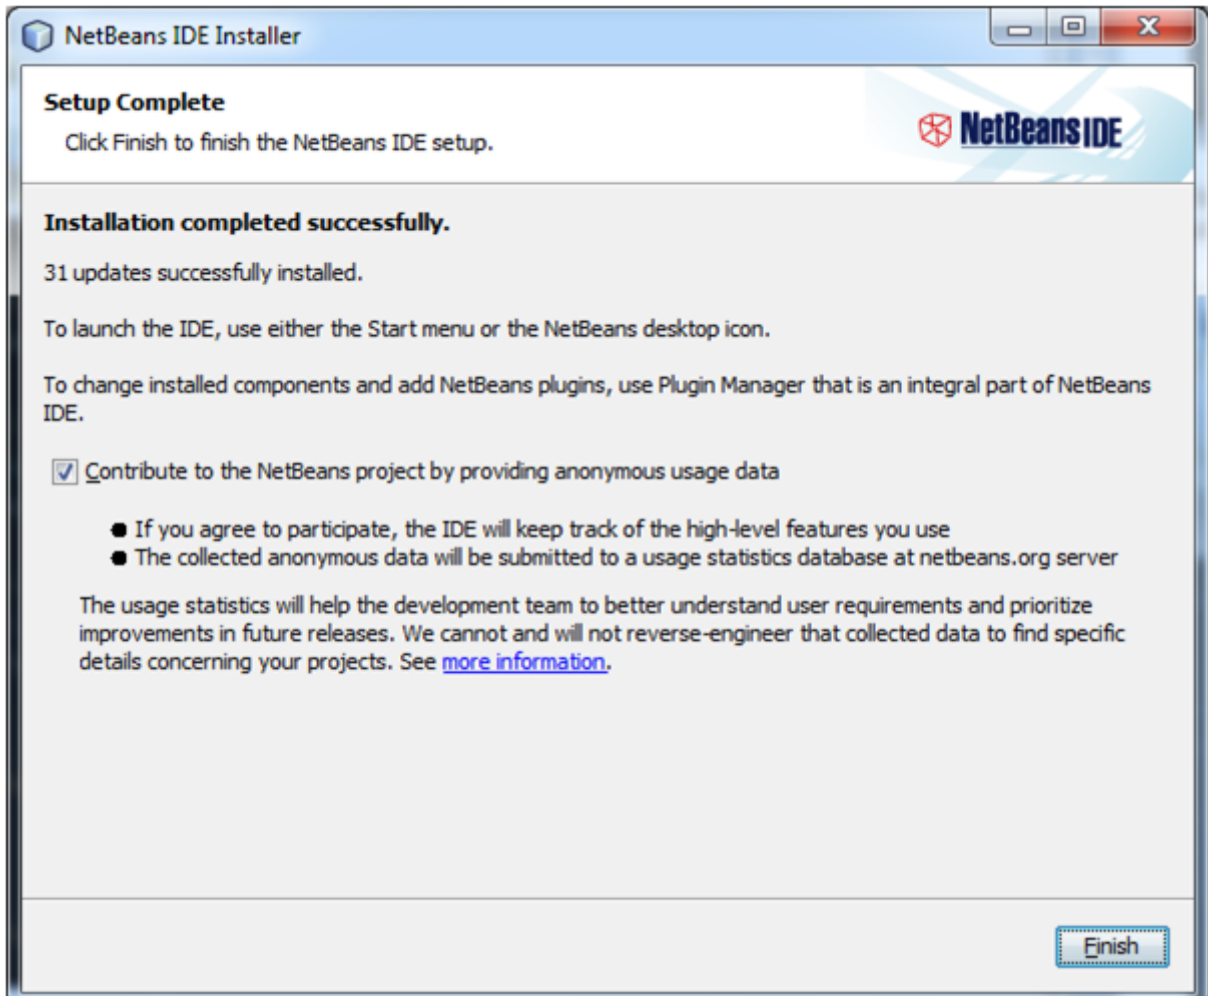 NetBeans IDE Installer
Setup Complete
Click Finish to finish the NetBeans IDE setup.
NetBeans IDE
Installation completed successfully.
31 updates successfully installed.
To launch the IDE, use either the Start menu or the NetBeans desktop icon.
To change installed components and add NetBeans plugins, use Plugin Manager that is an integral part of NetBeans
IDE.
Contribute to the NetBeans project by providing anonymous usage data
● If you agree to participate, the IDE will keep track of the high-level features you use
● The collected anonymous data will be submitted to a usage statistics database at netbeans.org server
The usage statistics will help the development team to better understand user requirements and prioritize
improvements in future releases. We cannot and will not reverse-engineer that collected data to find specific
details concerning your projects. See more information.
Finish